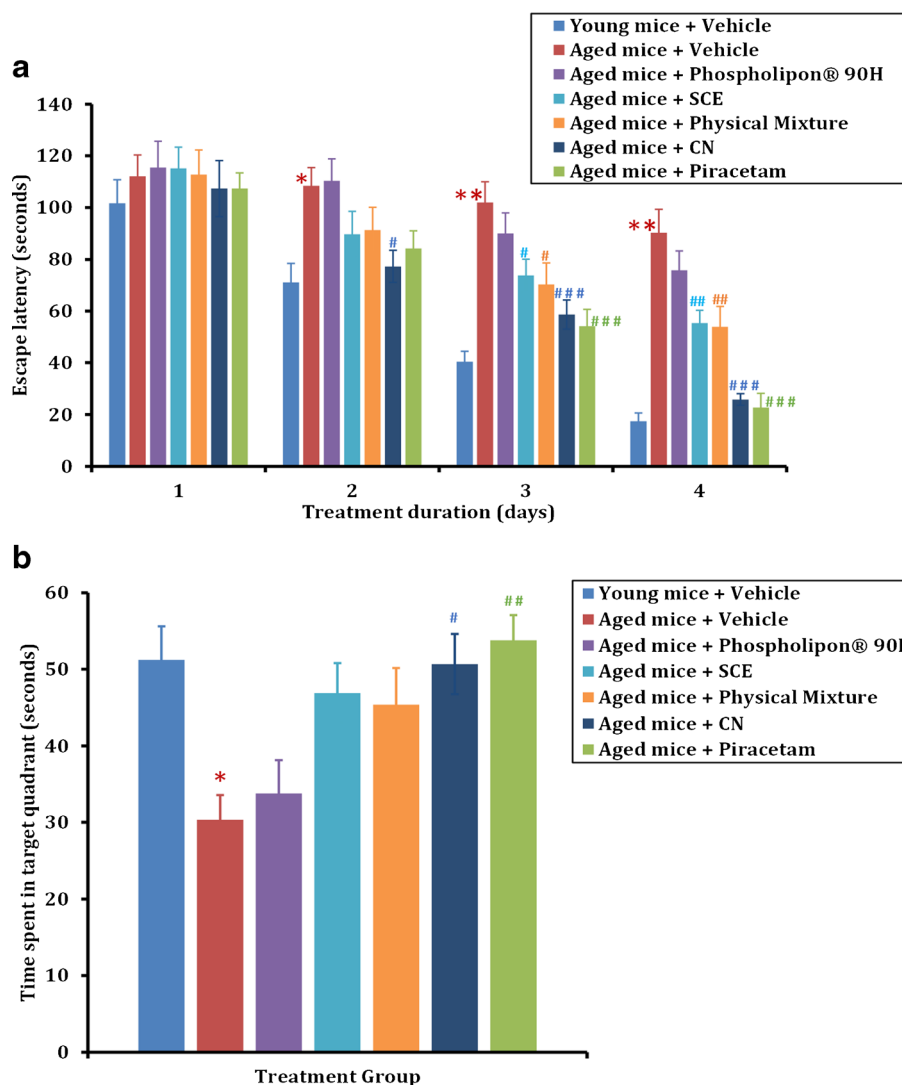 Young mice + Vehicle
Aged mice + Vehicle
Aged mice + Phospholipon® 90H
Aged mice + SCE
Aged mice + Physical Mixture
Aged mice + CN
Aged mice + Piracetam
a
140
120
100
80
60
40
20
0
Escape latency (seconds)
*
#
**
#
#
###
###
**
##
##
###
###
1 2 3 4
Treatment duration (days)
b
60
50
40
30
20
10
0
Time spent in target quadrant (seconds)
*
#
##
Treatment Group
Young mice + Vehicle
Aged mice + Vehicle
Aged mice + Phospholipon® 90H
Aged mice + SCE
Aged mice + Physical Mixture
Aged mice + CN
Aged mice + Piracetam